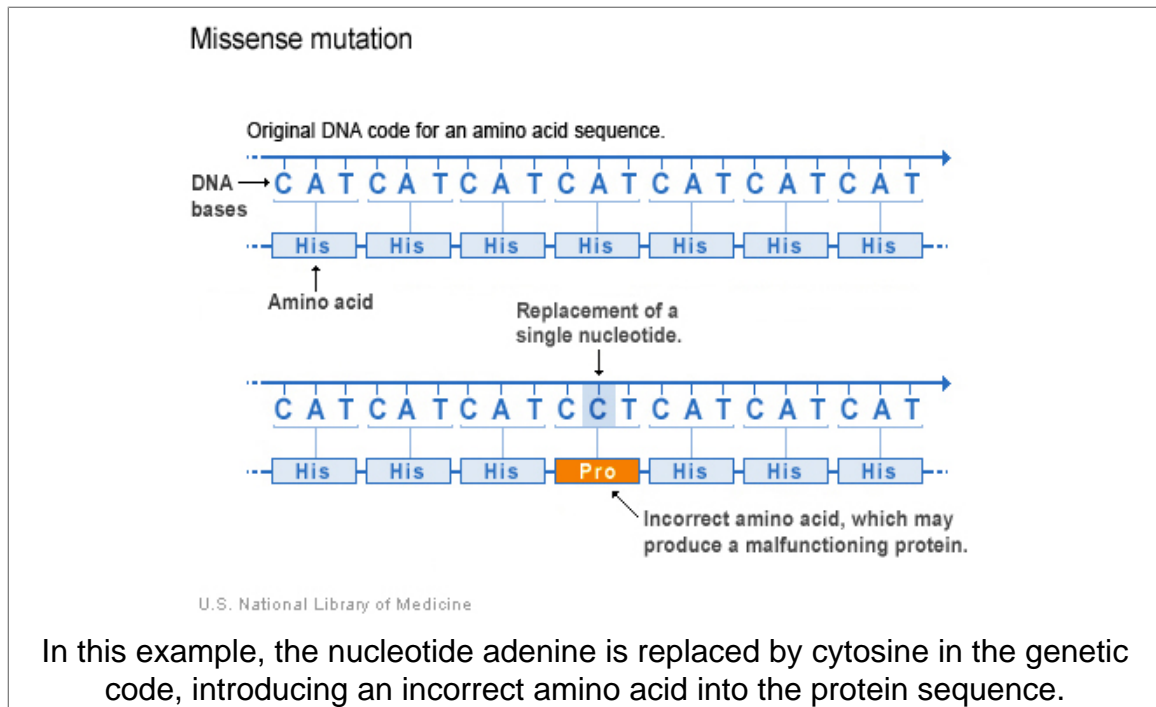 Missense mutation
Original DNA code for an amino acid sequence.
DNA
bases
C A T C A T C A T C A T C A T C A T C A T
His His His His His His His
Amino acid
Replacement of a
single nucleotide.
C A T C A T C A T C C T C A T C A T C A T
His His His Pro His His His
Incorrect amino acid, which may
produce a malfunctioning protein.
U.S. National Library of Medicine
In this example, the nucleotide adenine is replaced by cytosine in the genetic
code, introducing an incorrect amino acid into the protein sequence.